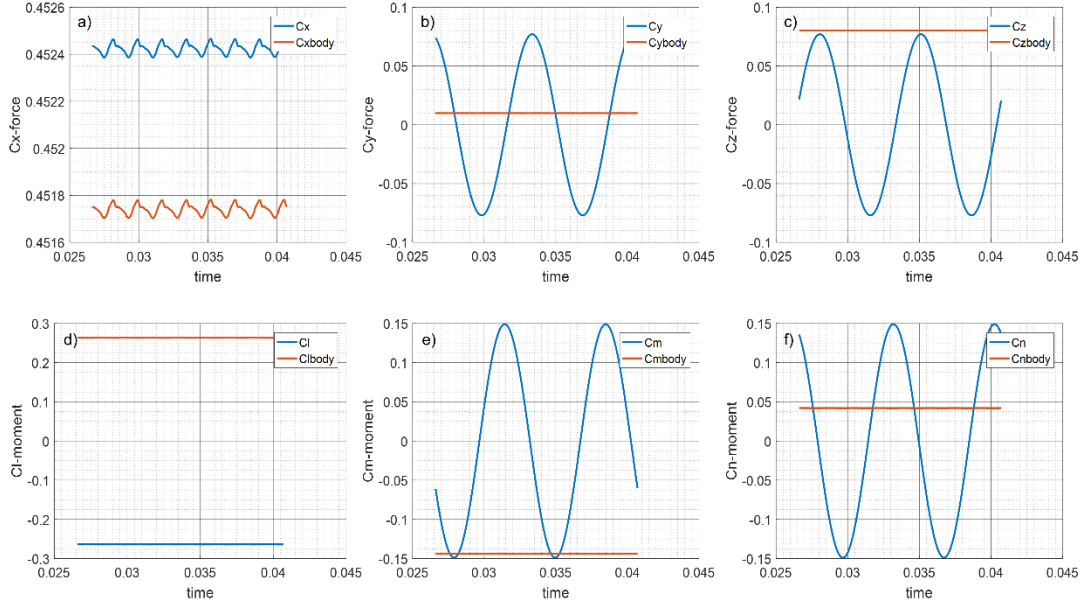 a)
Cx
Cxbody
0.4526
0.4524
0.4522
0.452
0.4518
0.4516
Cx-force
0.025
0.03
0.035
0.04
0.045
time
b)
Cy
Cybody
0.1
0.05
0
-0.05
-0.1
Cy-force
0.025
0.03
0.035
0.04
0.045
time
c)
Cz
Czbody
0.1
0.05
0
-0.05
-0.1
Cz-force
0.025
0.03
0.035
0.04
0.045
time
d)
Cl
Clbody
0.3
0.2
0.1
0
-0.1
-0.2
-0.3
Cl-moment
0.025
0.03
0.035
0.04
0.045
time
e)
Cm
Cmbody
0.15
0.1
0.05
0
-0.05
-0.1
-0.15
Cm-moment
0.025
0.03
0.035
0.04
0.045
time
f)
Cn
Cnbody
0.15
0.1
0.05
0
-0.05
-0.1
-0.15
Cn-moment
0.025
0.03
0.035
0.04
0.045
time